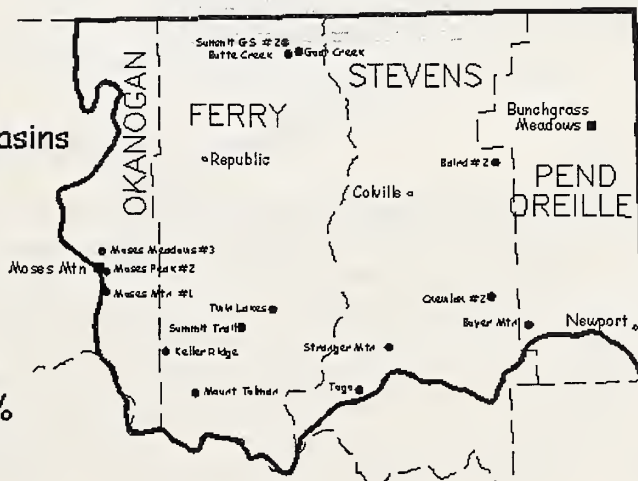 Summit G.S. #2
Butte Creek
Goat Creek
OKANOGAN
STEVENS
FERRY
Bunchgrass
Meadows
asins
Republic
Baird #2
PEND
OREILLE
Colville
Moses Meadows #3
Moses Mtn
Moses Peak #2
Moses Mtn #1
Twin Lakes
Summit Trail
Boyer Mtn
Newport
Stranger Mtn
Keller Ridge
Mount Tolman
Togo
%